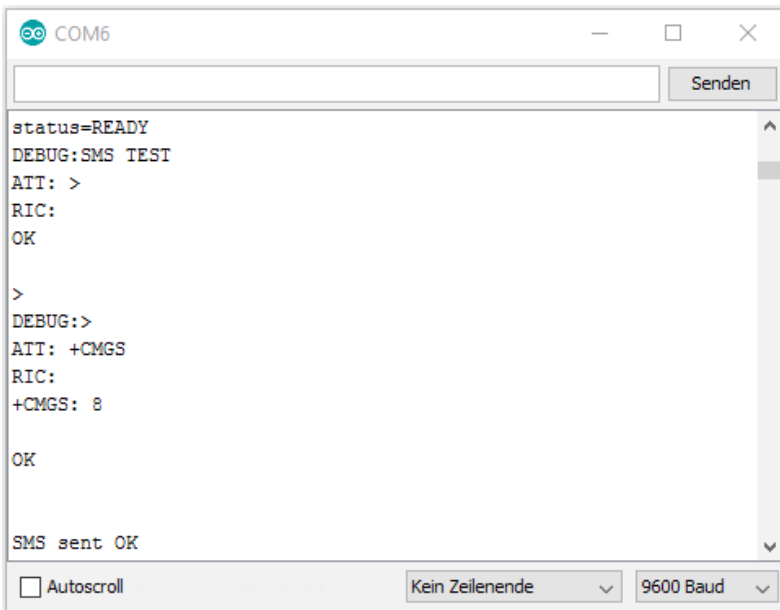 COM6
Senden
status=READY
DEBUG:SMS TEST
ATT: >
RIC:
OK
>
DEBUG:>
ATT: +CMGS
RIC:
+CMGS: 8
OK
SMS sent OK
Autoscroll
Kein Zeilenende
9600 Baud